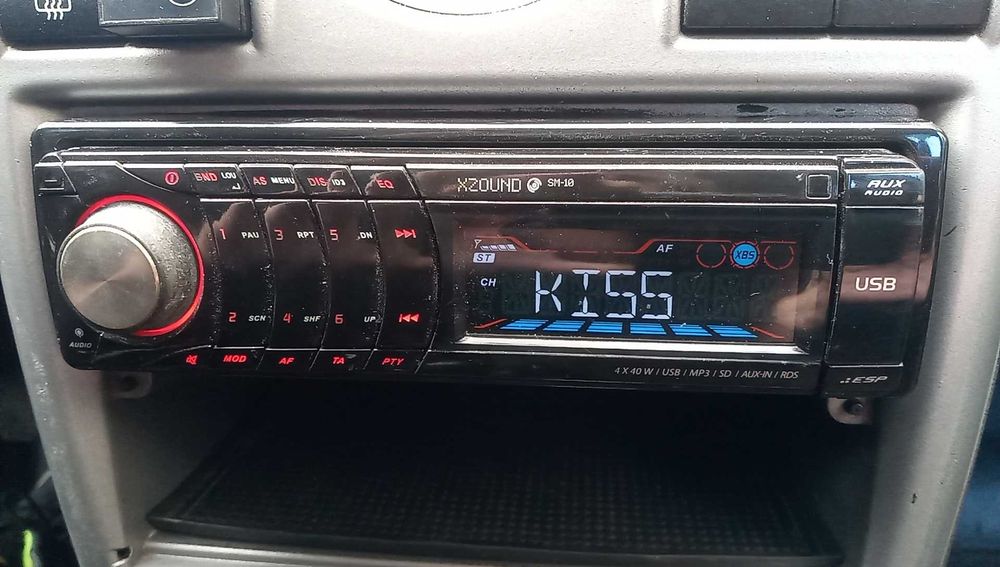 BND LOU AS MENU DIS ID3 EQ
XZOUND SM-10
AUX
AUDIO
1 PAU 3 RPT 5 DN
AF
XBS
ST
CH
KISS
USB
2 SCN 4 SHF 6 UP
AUDIO
MOD AF TA PTY
4 X 40 W / USB / MP3 / SD / AUX-IN / RDS
.:ESP